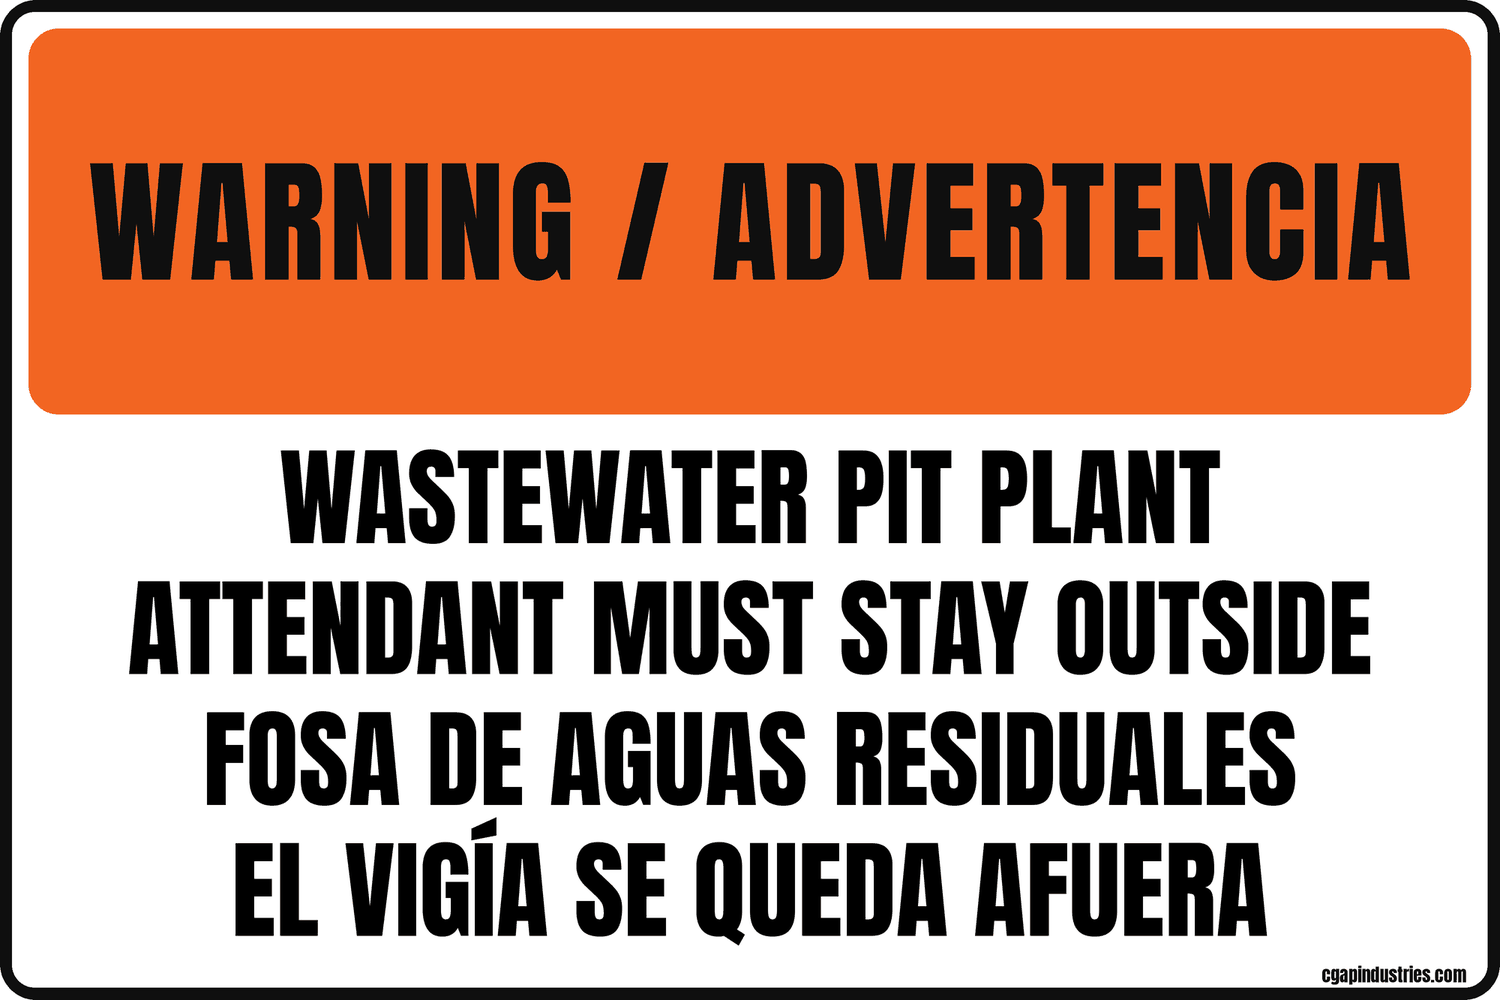 WARNING / ADVERTENCIA
WASTEWATER PIT PLANT
ATTENDANT MUST STAY OUTSIDE
FOSA DE AGUAS RESIDUALES
EL VIGÍA SE QUEDA AFUERA
cgapindustries.com